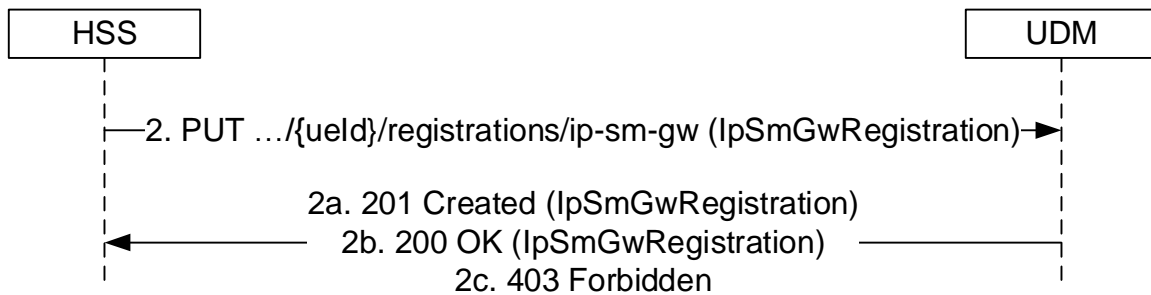 HSS
UDM
2. PUT …/{ueId}/registrations/ip-sm-gw (IpSmGwRegistration)
2a. 201 Created (IpSmGwRegistration)
2b. 200 OK (IpSmGwRegistration)
2c. 403 Forbidden